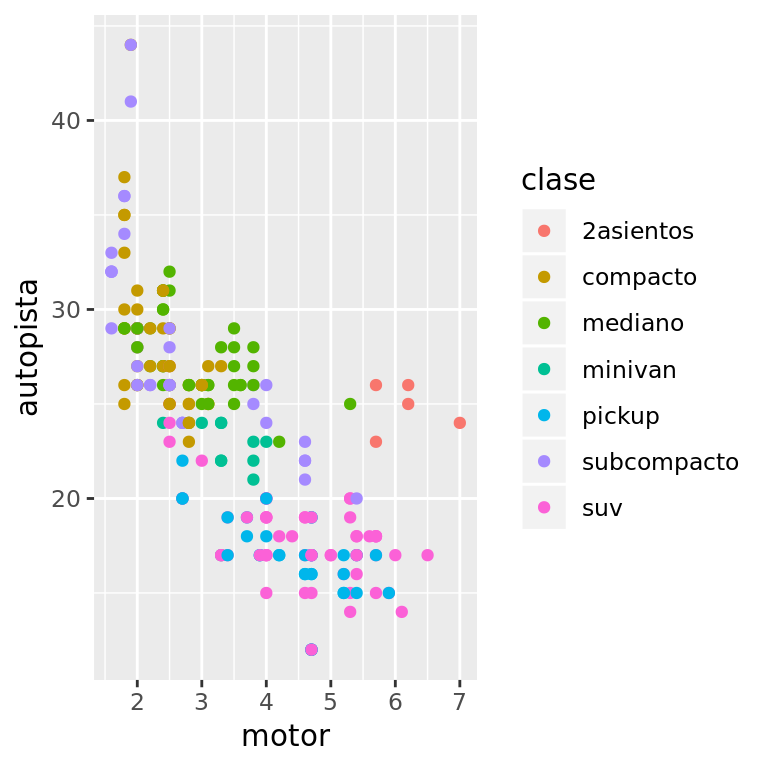 40
30
20
autopista
2 3 4 5 6 7
motor
clase
2asientos
compacto
mediano
minivan
pickup
subcompacto
suv